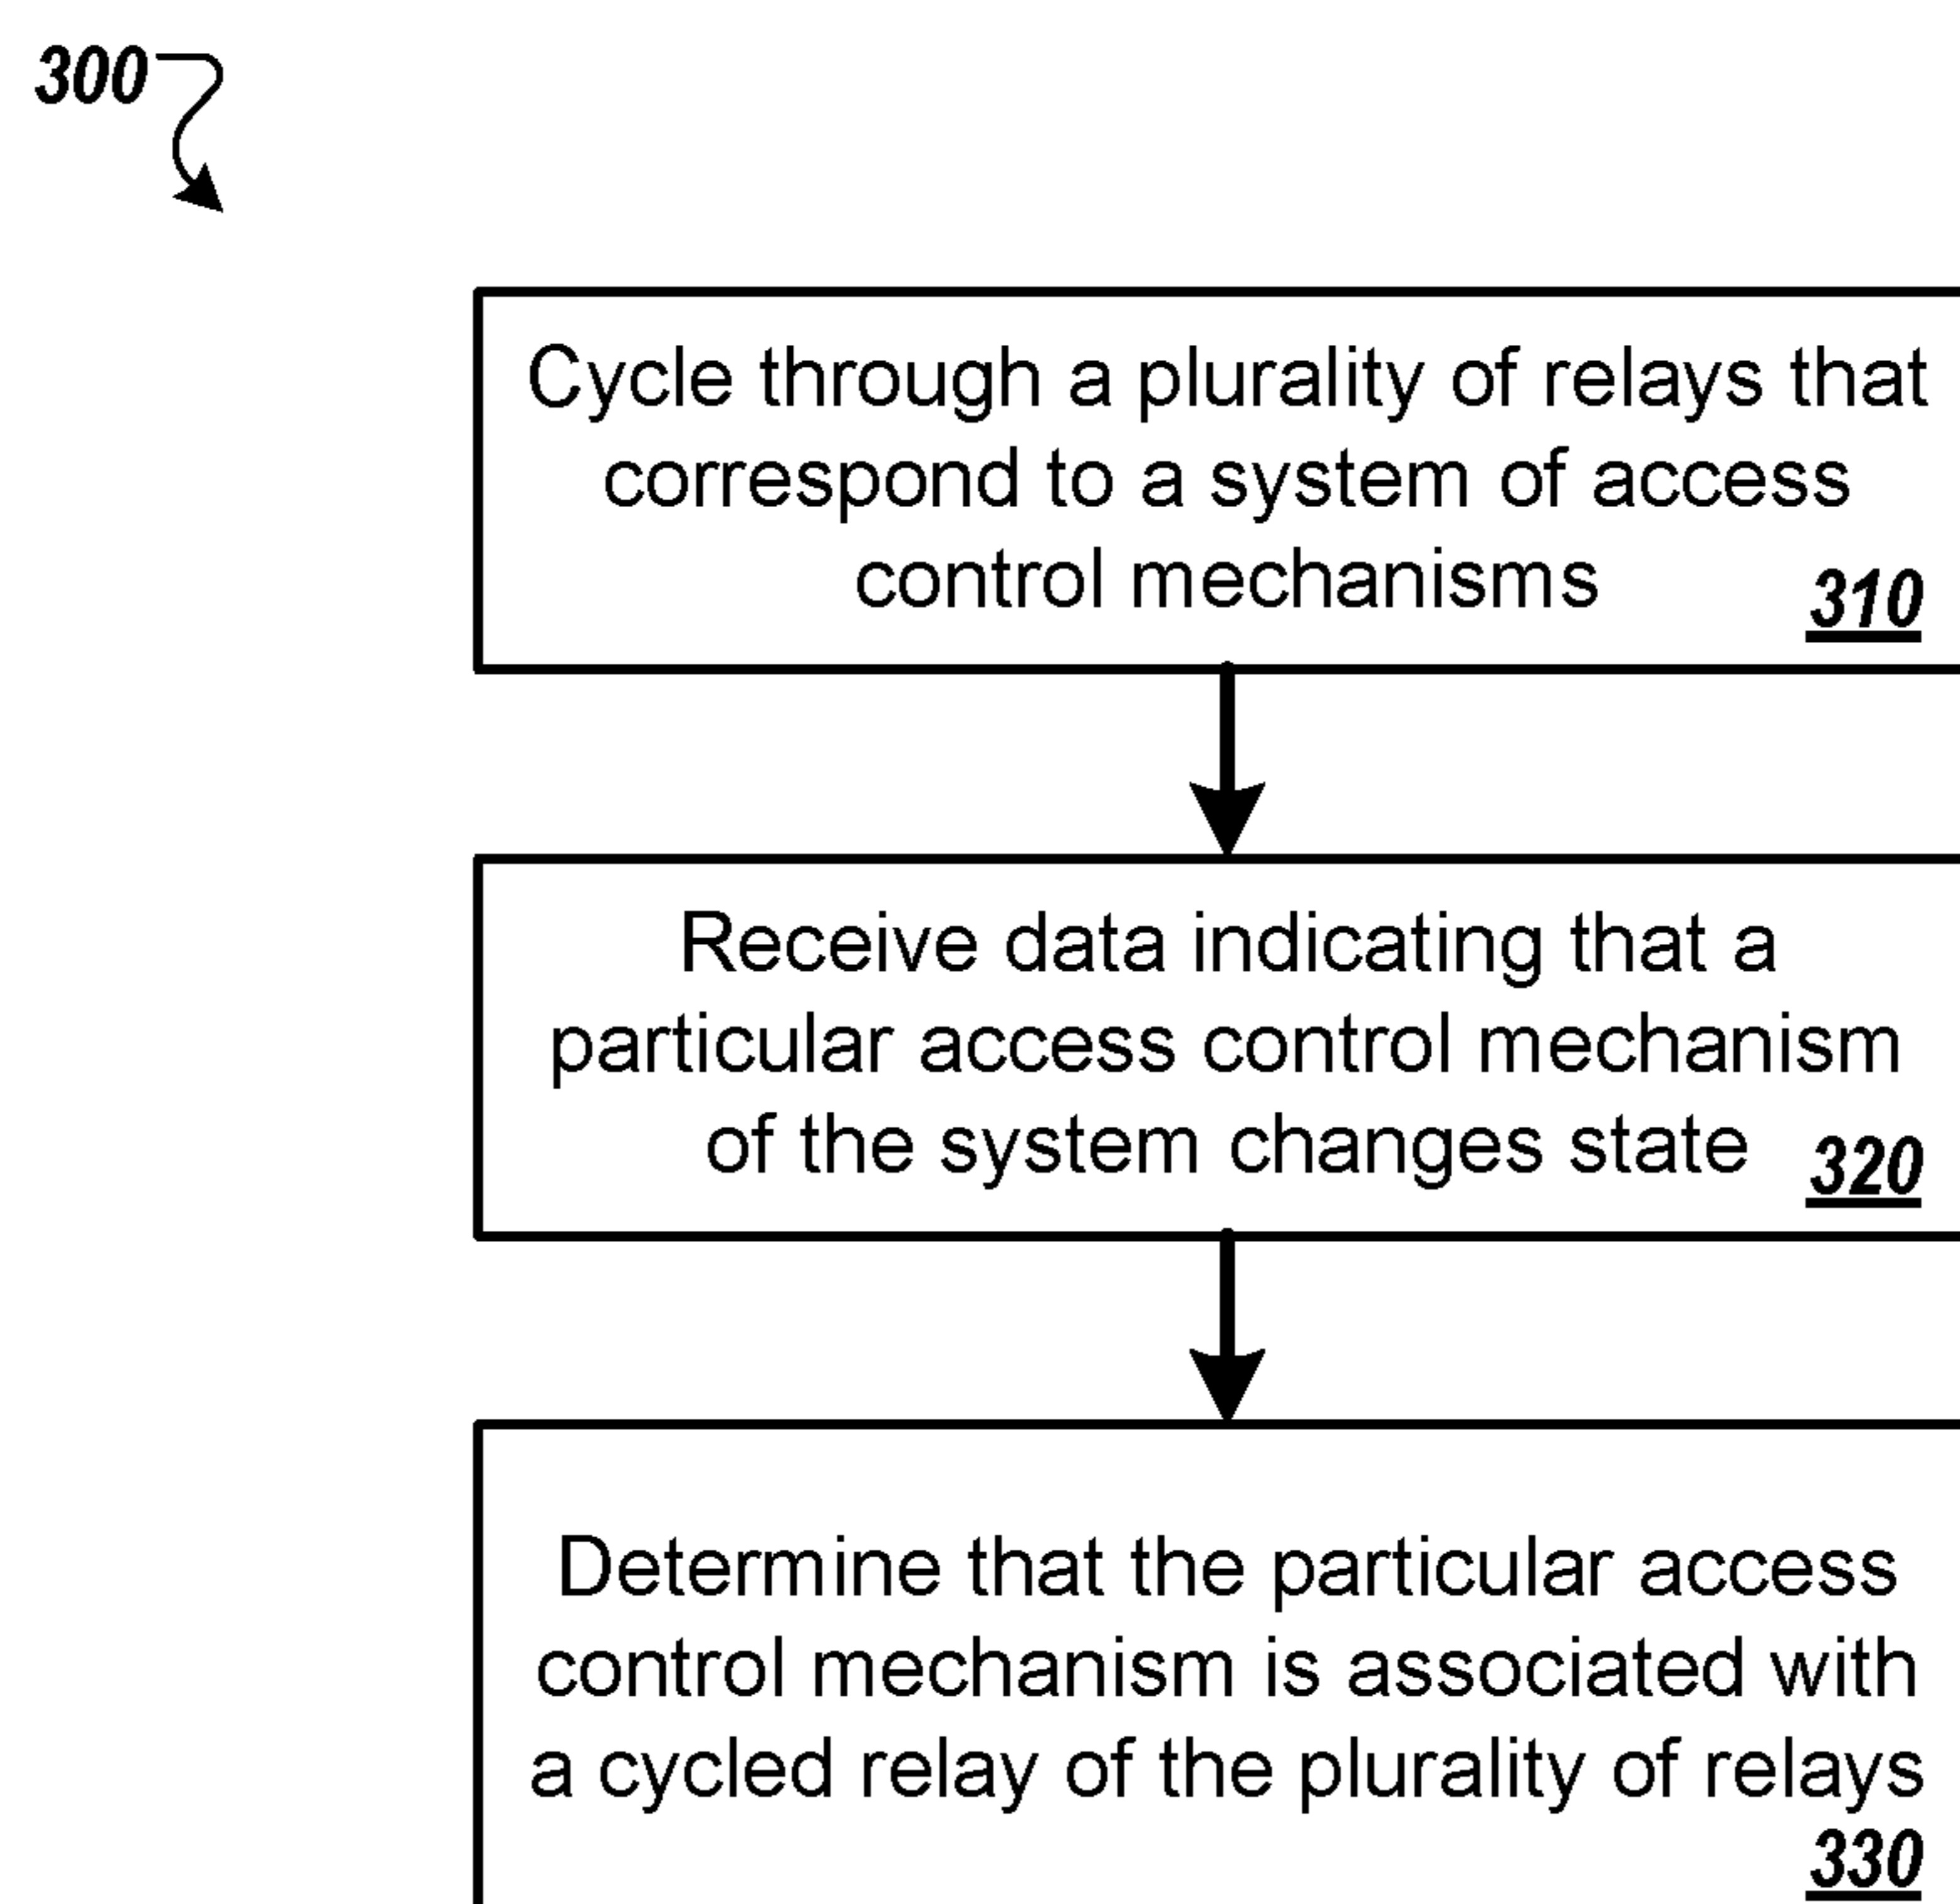 300
Cycle through a plurality of relays that
correspond to a system of access
control mechanisms
310
Receive data indicating that a
particular access control mechanism
of the system changes state
320
Determine that the particular access
control mechanism is associated with
a cycled relay of the plurality of relays
330